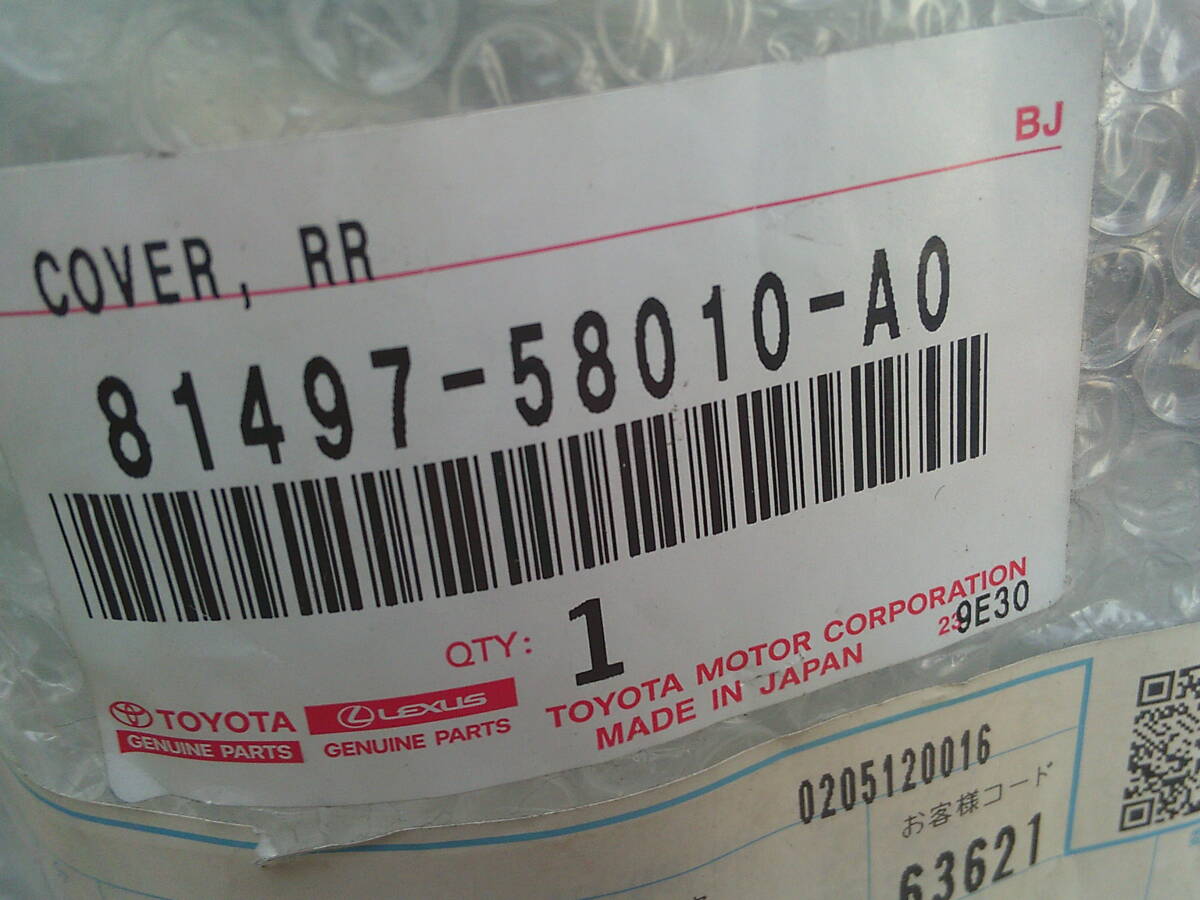 BJ
COVER, RR
81497-58010-A0
QTY: 1
TOYOTA
GENUINE PARTS
LEXUS
GENUINE PARTS
TOYOTA MOTOR CORPORATION
MADE IN JAPAN
9E30
0205120016
お客様コード
63621